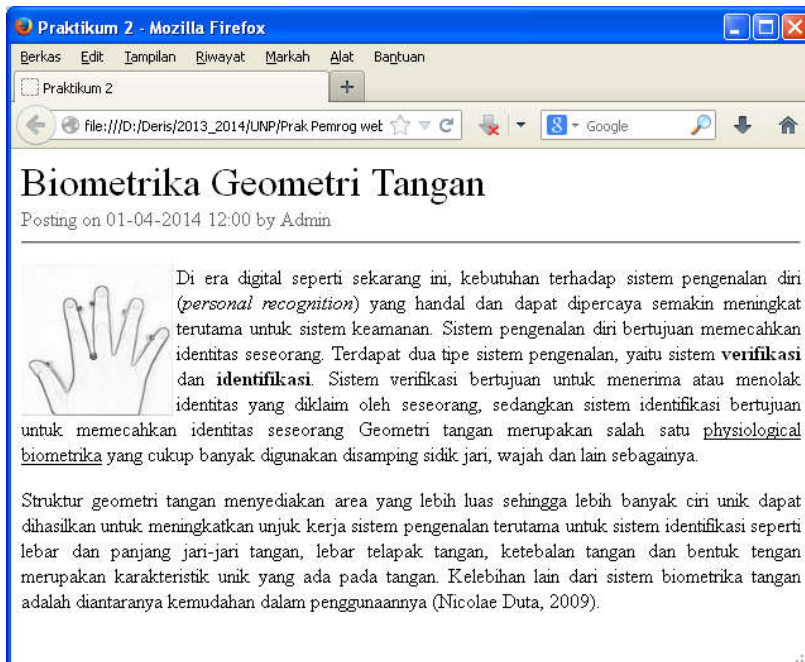 Praktikum 2 - Mozilla Firefox
Berkas Edit Tampilan Riwayat Markah Alat Bantuan
Praktikum 2
file:///D:/Deris/2013_2014/UNP/Prak Pemrog web
Google
Biometrika Geometri Tangan
Posting on 01-04-2014 12:00 by Admin
Di era digital seperti sekarang ini, kebutuhan terhadap sistem pengenalan diri
(personal recognition) yang handal dan dapat dipercaya semakin meningkat
terutama untuk sistem keamanan. Sistem pengenalan diri bertujuan memecahkan
identitas seseorang. Terdapat dua tipe sistem pengenalan, yaitu sistem verifikasi
dan identifikasi. Sistem verifikasi bertujuan untuk menerima atau menolak
identitas yang diklaim oleh seseorang, sedangkan sistem identifikasi bertujuan
untuk memecahkan identitas seseorang Geometri tangan merupakan salah satu physiological
biometrika yang cukup banyak digunakan disamping sidik jari, wajah dan lain sebagainya.
Struktur geometri tangan menyediakan area yang lebih luas sehingga lebih banyak ciri unik dapat
dihasilkan untuk meningkatkan unjuk kerja sistem pengenalan terutama untuk sistem identifikasi seperti
lebar dan panjang jari-jari tangan, lebar telapak tangan, ketebalan tangan dan bentuk tengan
merupakan karakteristik unik yang ada pada tangan. Kelebihan lain dari sistem biometrika tangan
adalah diantaranya kemudahan dalam penggunaannya (Nicolae Duta, 2009).